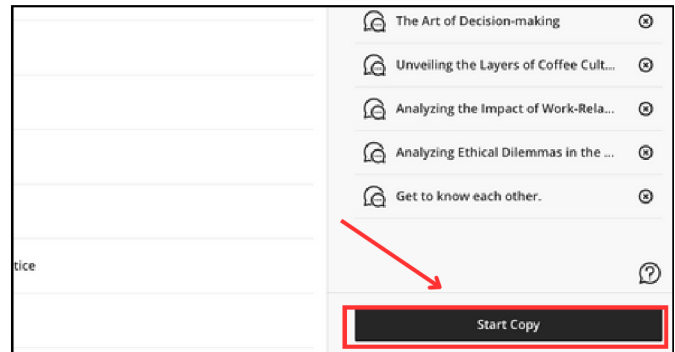 The Art of Decision-making
Unveiling the Layers of Coffee Cult...
Analyzing the Impact of Work-Rela...
Analyzing Ethical Dilemmas in the ...
Get to know each other.
tice
Start Copy